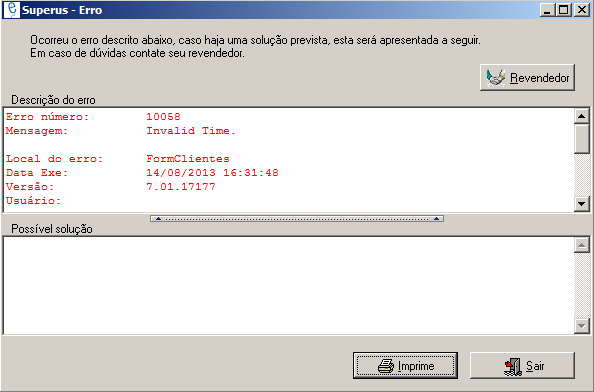 Superus - Erro
Ocorreu o erro descrito abaixo, caso haja uma solução prevista, esta será apresentada a seguir.
Em caso de dúvidas contate seu revendedor.
Revendedor
Descrição do erro
Erro número: 10058
Mensagem: Invalid Time.
Local do erro: FormClientes
Data Exe: 14/08/2013 16:31:48
Versão: 7.01.17177
Usuário:
Possível solução
Imprime
Sair